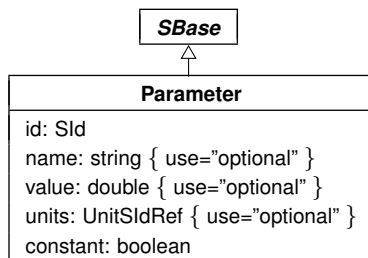 SBase
Parameter
id: SId
name: string { use=”optional” }
value: double { use=”optional” }
units: UnitSIdRef { use=”optional” }
constant: boolean